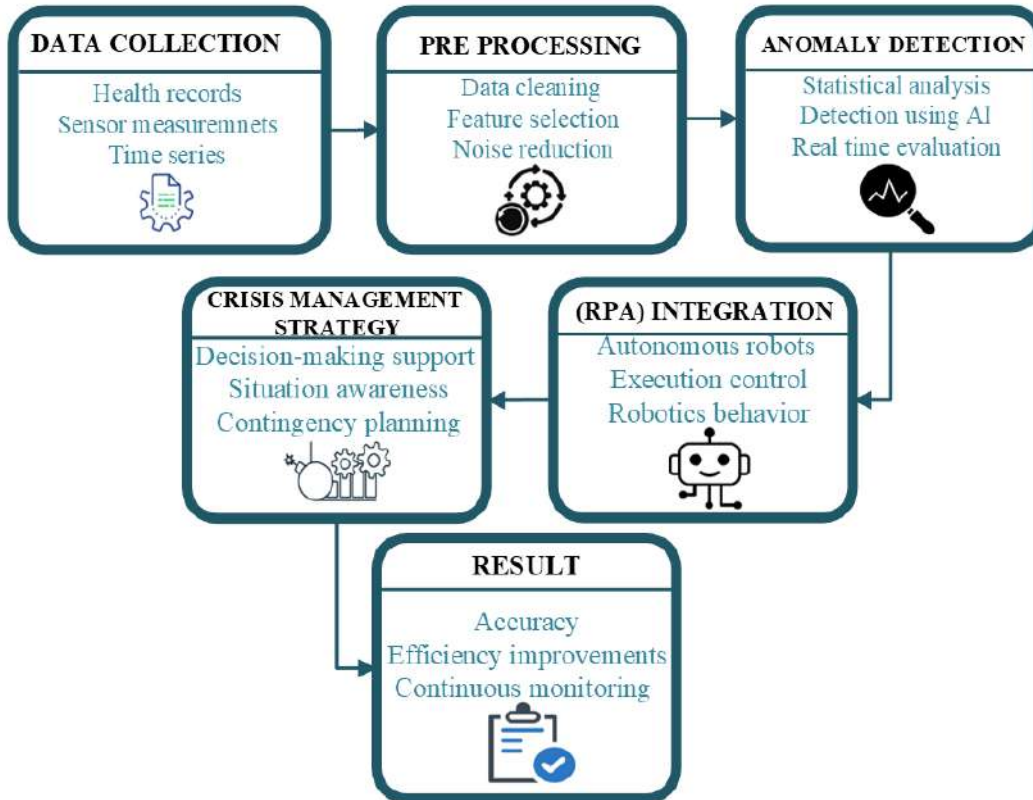 DATA COLLECTION
Health records
Sensor measuremnets
Time series
PRE PROCESSING
Data cleaning
Feature selection
Noise reduction
ANOMALY DETECTION
Statistical analysis
Detection using AI
Real time evaluation
(RPA) INTEGRATION
Autonomous robots
Execution control
Robotics behavior
CRISIS MANAGEMENT
STRATEGY
Decision-making support
Situation awareness
Contingency planning
RESULT
Accuracy
Efficiency improvements
Continuous monitoring